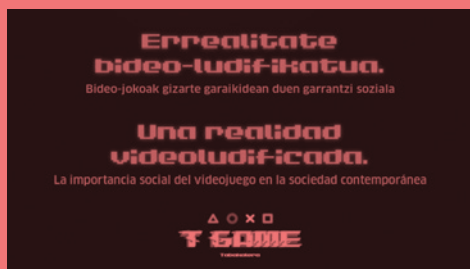 Errealitate
bideo-ludifikatua.
Bideo-jokoak gizarte garaikidean duen garrantzi soziala
Una realidad
videoludificada.
La importancia social del videojuego en la sociedad contemporánea
T GAME
Tabakalera